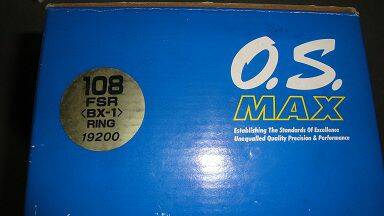 108
FSR
<BX-1>
RING
19200
O.S.
MAX
Establishing The Standards Of Excellence
Unequalled Quality Precision & Performance